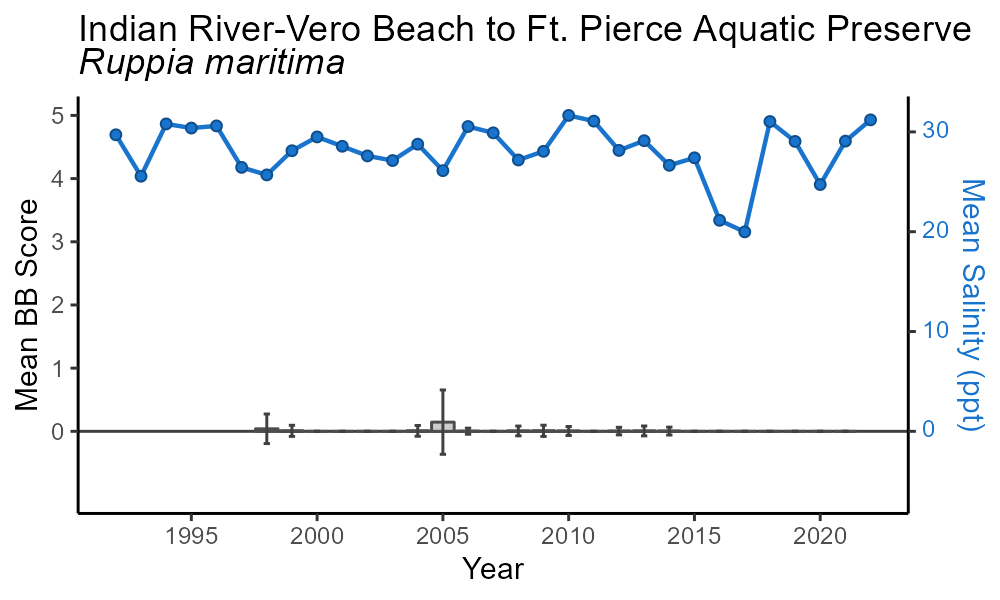 Indian River-Vero Beach to Ft. Pierce Aquatic Preserve
Ruppia maritima
5
4
3
2
1
0
Mean BB Score
30
20
10
0
Mean Salinity (ppt)
1995 2000 2005 2010 2015 2020
Year